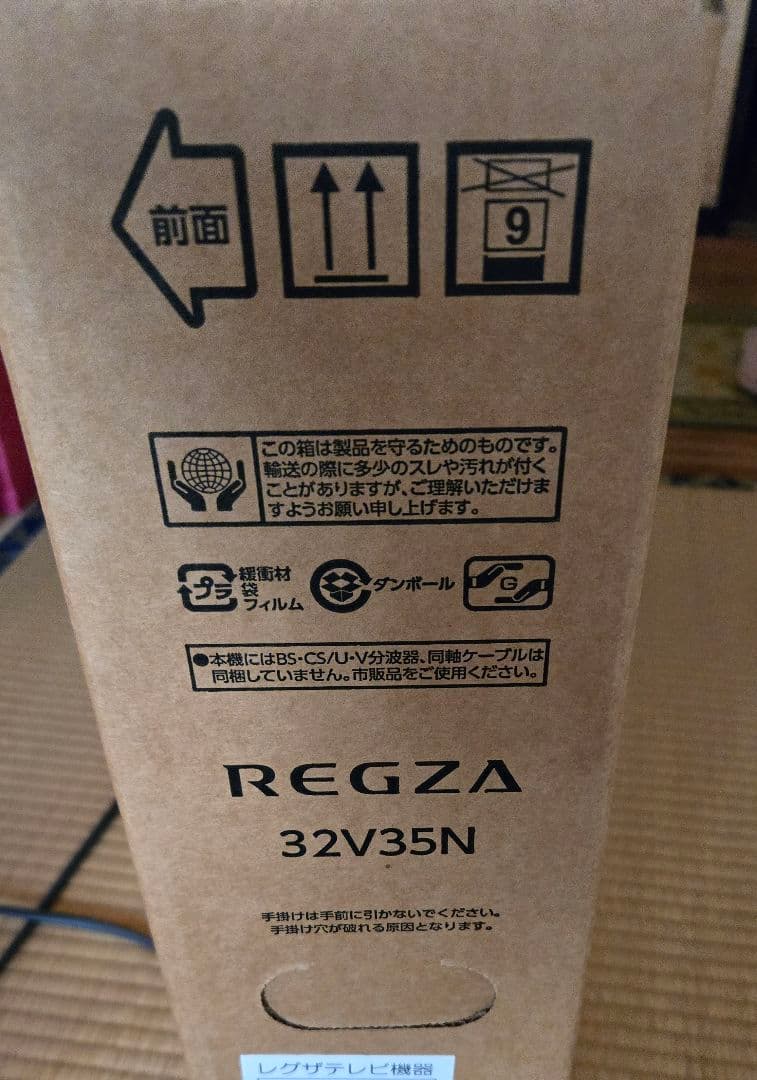 前面
9
この箱は製品を守るためのものです。
輸送の際に多少のスレや汚れが付く
ことがありますが、ご理解いただけま
すようお願い申し上げます。
プラ
緩衝材
袋
フィルム
ダンボール
G
●本機にはBS・CS/U・V分波器、同軸ケーブルは
同梱していません。市販品をご使用ください。
REGZA
32V35N
手掛けは手前に引かないでください。
手掛け穴が破れる原因となります。
レグザテレビ機器